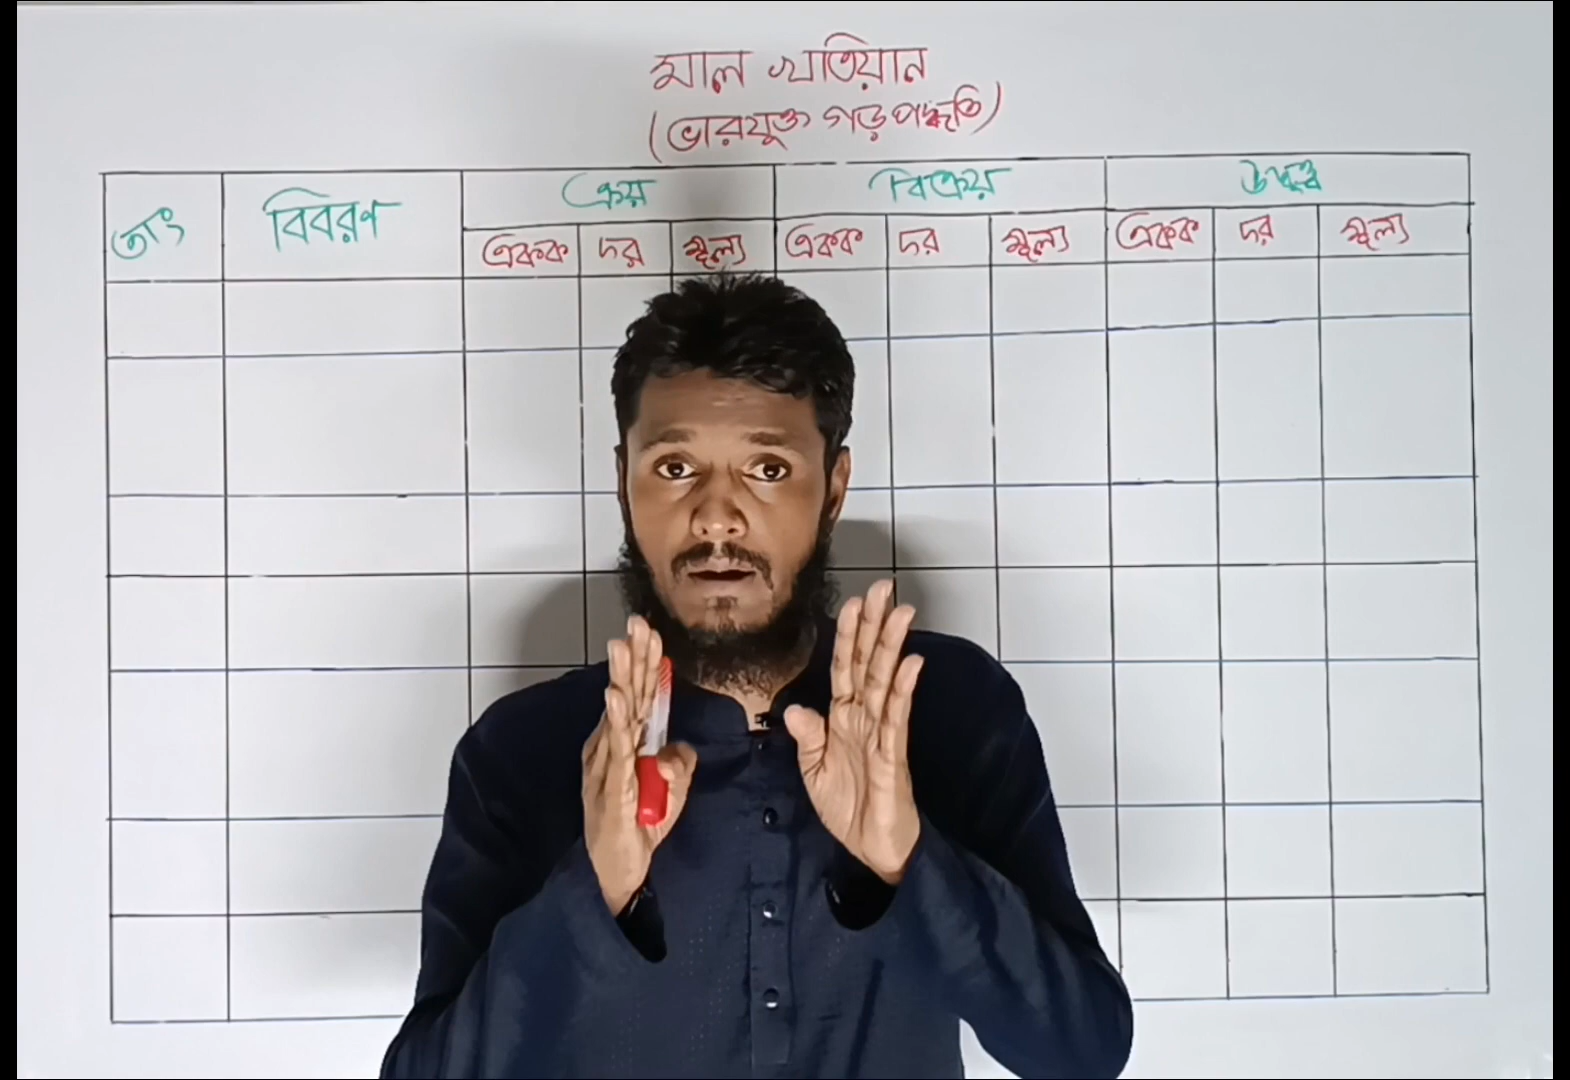 মাল খতিয়ান
(ভারযুক্ত গড় পদ্ধতি)
তাং বিবরণ ক্রয় বিক্রয় উদ্বৃত্ত
একক দর মূল্য একক দর মূল্য একক দর মূল্য